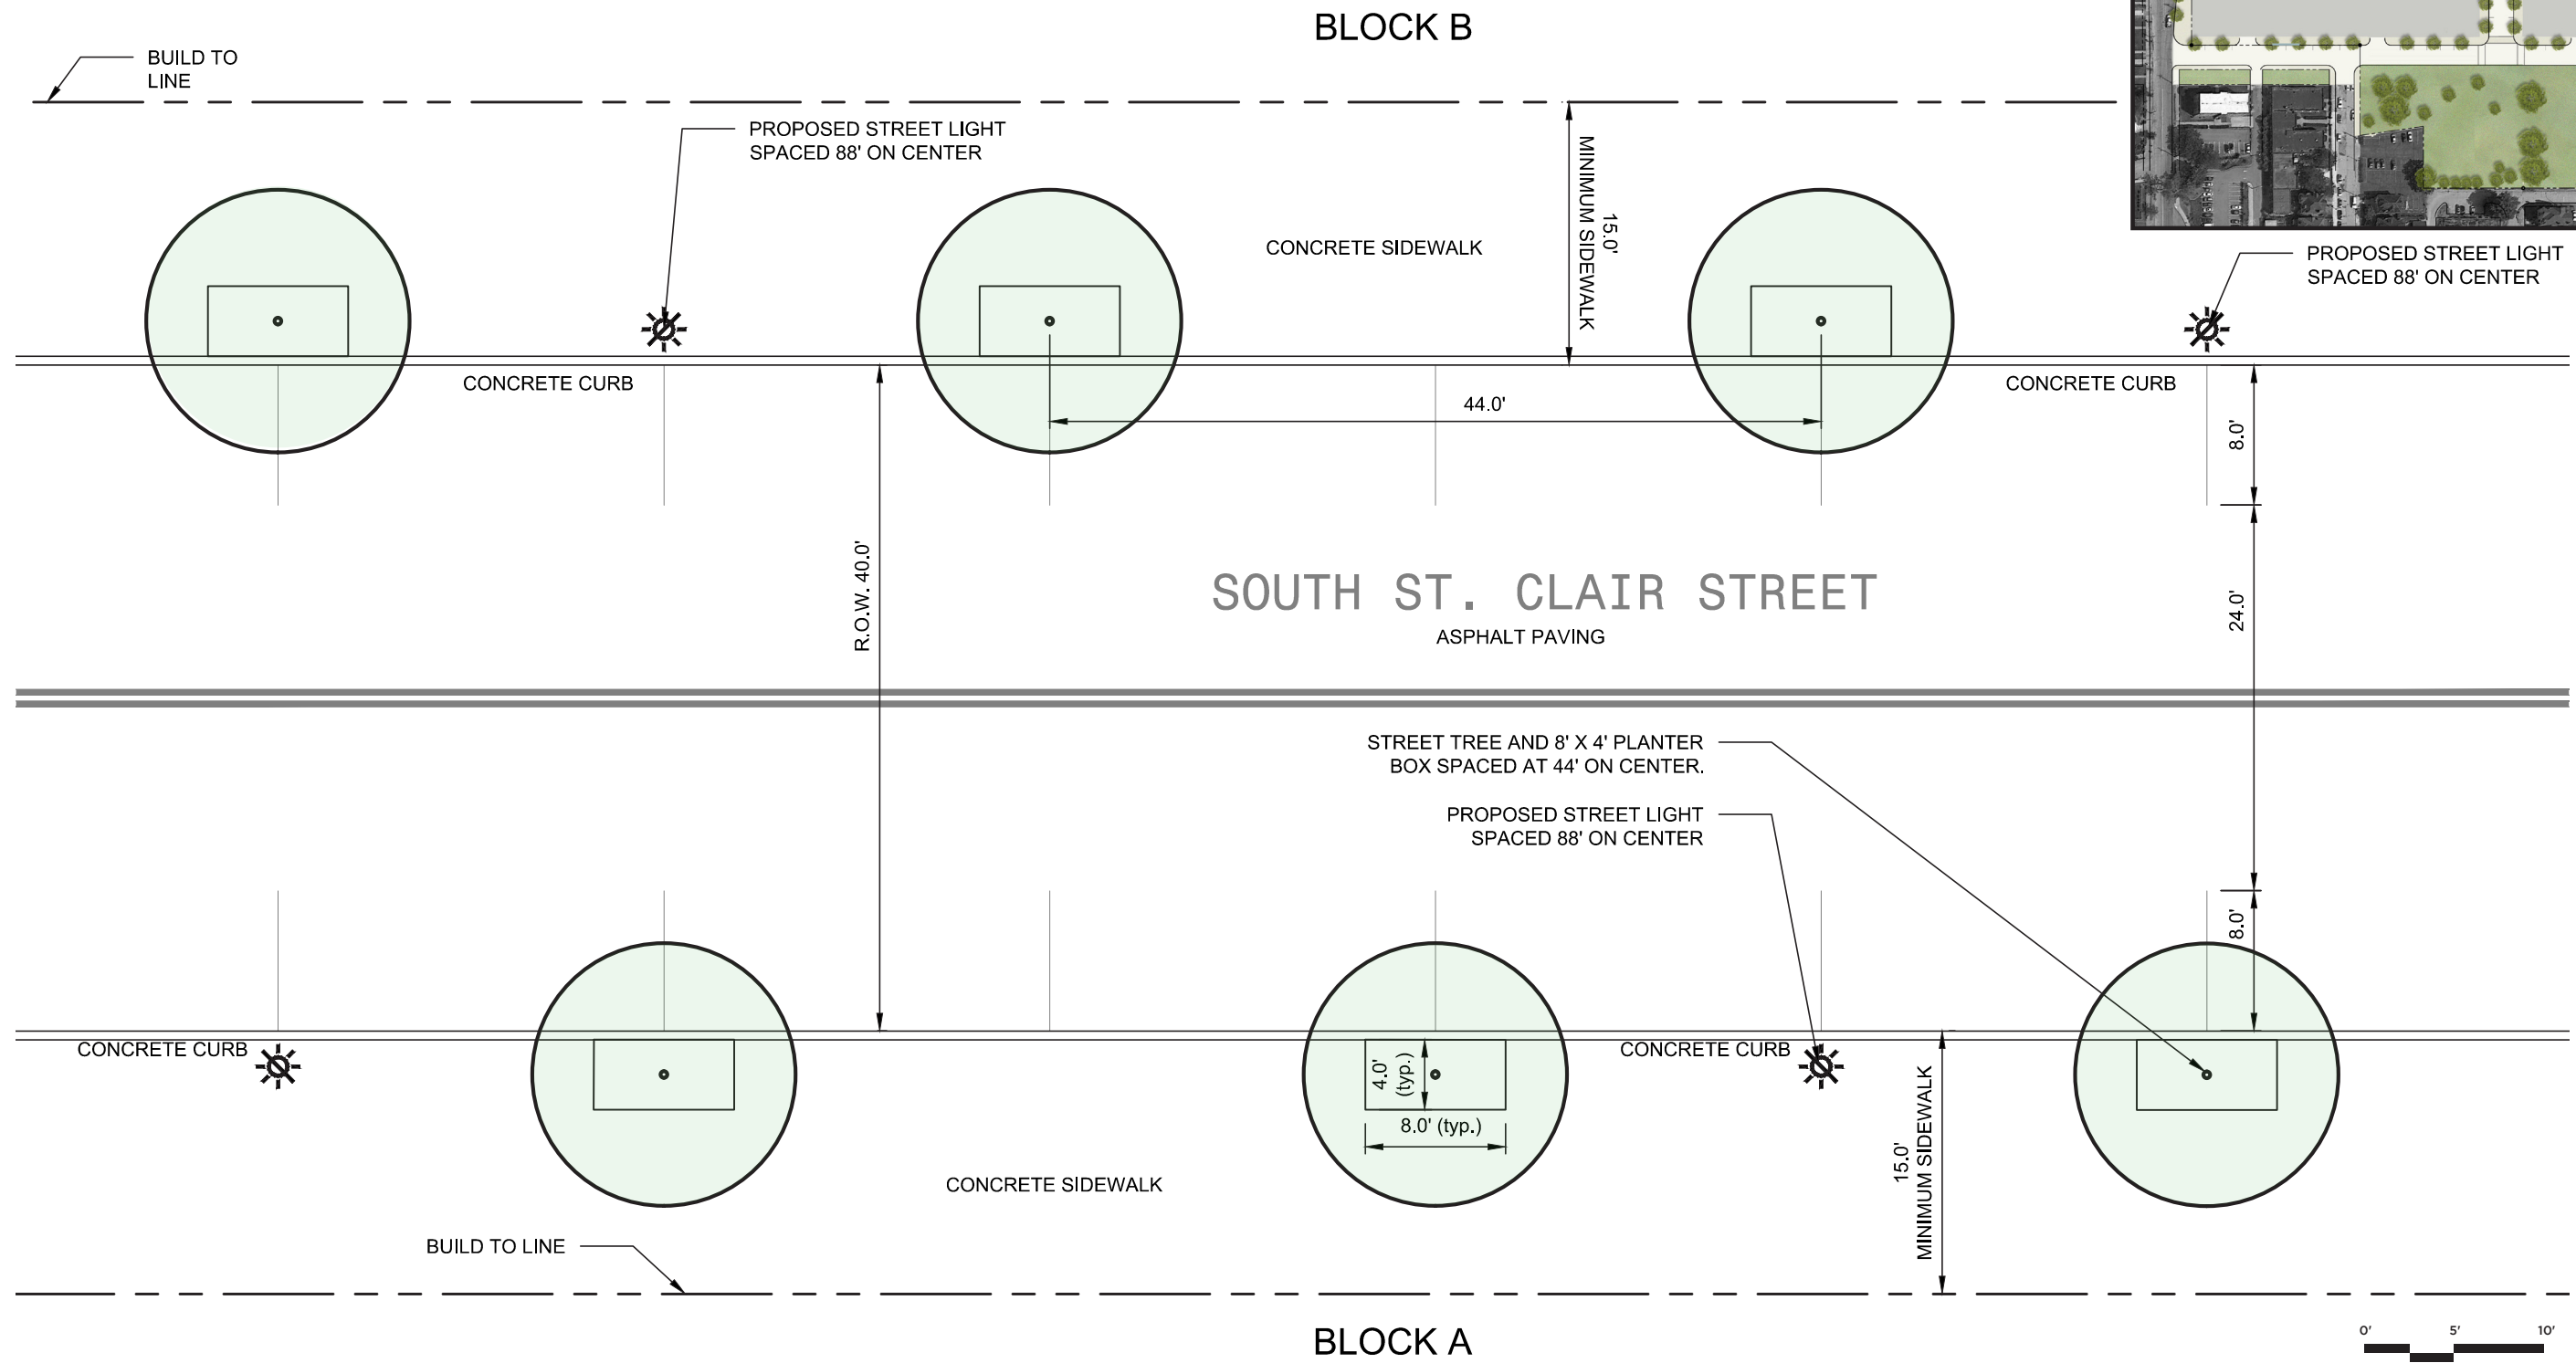 BLOCK B
BUILD TO
LINE
PROPOSED STREET LIGHT
SPACED 88' ON CENTER
MINIMUM SIDEWALK
15.0'
CONCRETE SIDEWALK
PROPOSED STREET LIGHT
SPACED 88' ON CENTER
CONCRETE CURB
CONCRETE CURB
44.0'
8.0'
R.O.W. 40.0'
SOUTH ST. CLAIR STREET
ASPHALT PAVING
24.0'
STREET TREE AND 8' X 4' PLANTER
BOX SPACED AT 44' ON CENTER.
PROPOSED STREET LIGHT
SPACED 88' ON CENTER
8.0'
CONCRETE CURB
CONCRETE CURB
4.0'
(typ.)
8.0' (typ.)
15.0'
MINIMUM SIDEWALK
CONCRETE SIDEWALK
BUILD TO LINE
BLOCK A
0' 5' 10'